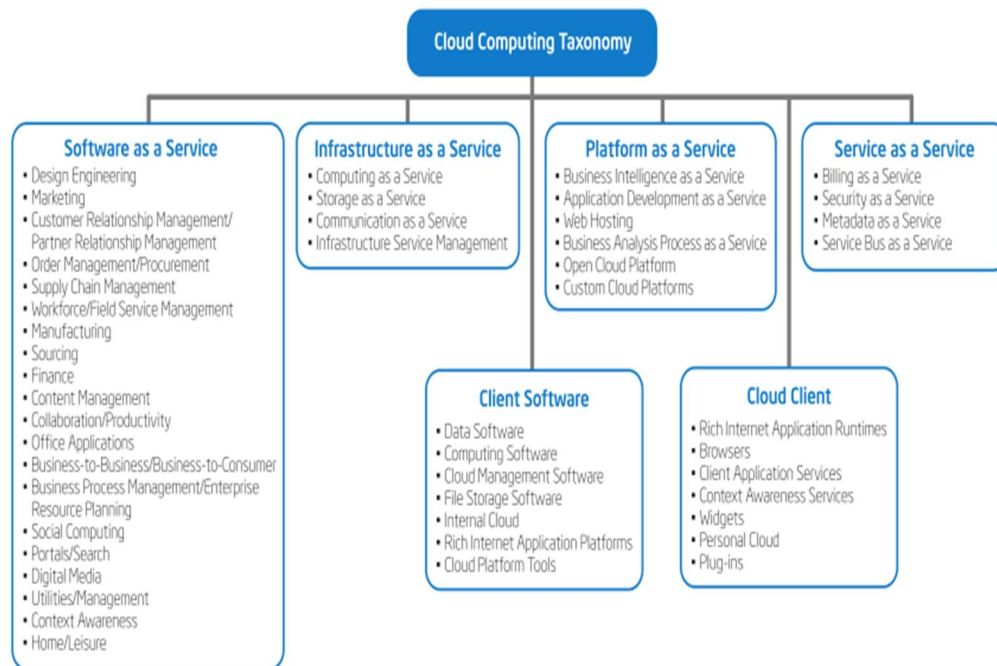 Cloud Computing Taxonomy
Software as a Service
▪ Design Engineering
▪ Marketing
▪ Customer Relationship Management/
Partner Relationship Management
▪ Order Management/Procurement
▪ Supply Chain Management
▪ Workforce/Field Service Management
▪ Manufacturing
▪ Sourcing
▪ Finance
▪ Content Management
▪ Collaboration/Productivity
▪ Office Applications
▪ Business-to-Business/Business-to-Consumer
▪ Business Process Management/Enterprise
Resource Planning
▪ Social Computing
▪ Portals/Search
▪ Digital Media
▪ Utilities/Management
▪ Context Awareness
▪ Home/Leisure
Infrastructure as a Service
▪ Computing as a Service
▪ Storage as a Service
▪ Communication as a Service
▪ Infrastructure Service Management
Platform as a Service
▪ Business Intelligence as a Service
▪ Application Development as a Service
▪ Web Hosting
▪ Business Analysis Process as a Service
▪ Open Cloud Platform
▪ Custom Cloud Platforms
Service as a Service
▪ Billing as a Service
▪ Security as a Service
▪ Metadata as a Service
▪ Service Bus as a Service
Client Software
▪ Data Software
▪ Computing Software
▪ Cloud Management Software
▪ File Storage Software
▪ Internal Cloud
▪ Rich Internet Application Platforms
▪ Cloud Platform Tools
Cloud Client
▪ Rich Internet Application Runtimes
▪ Browsers
▪ Client Application Services
▪ Context Awareness Services
▪ Widgets
▪ Personal Cloud
▪ Plug-ins